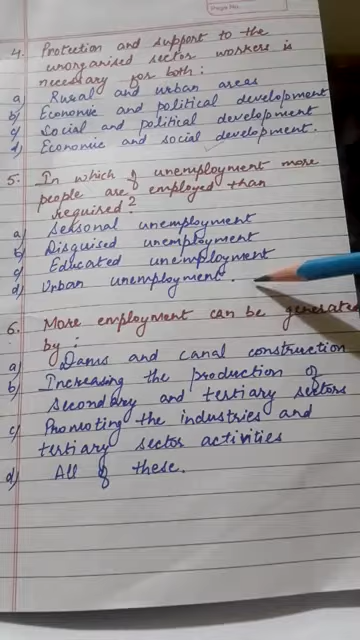 Page No.
4. Protection and support to the
unorganised sector workers is
necessary for both :
a) Rural and urban areas
b) Economic and political development
c) Social and political development
d) Economic and social development.
5. In which of unemployment more
people are employed than
required?
a) Seasonal unemployment
b) Disguised unemployment
c) Educated unemployment
d) Urban unemployment.
6. More employment can be generated
by :
a) Dams and canal construction
b) Increasing the production of
secondary and tertiary sectors
c) Promoting the industries and
tertiary sector activities
d) All of these.